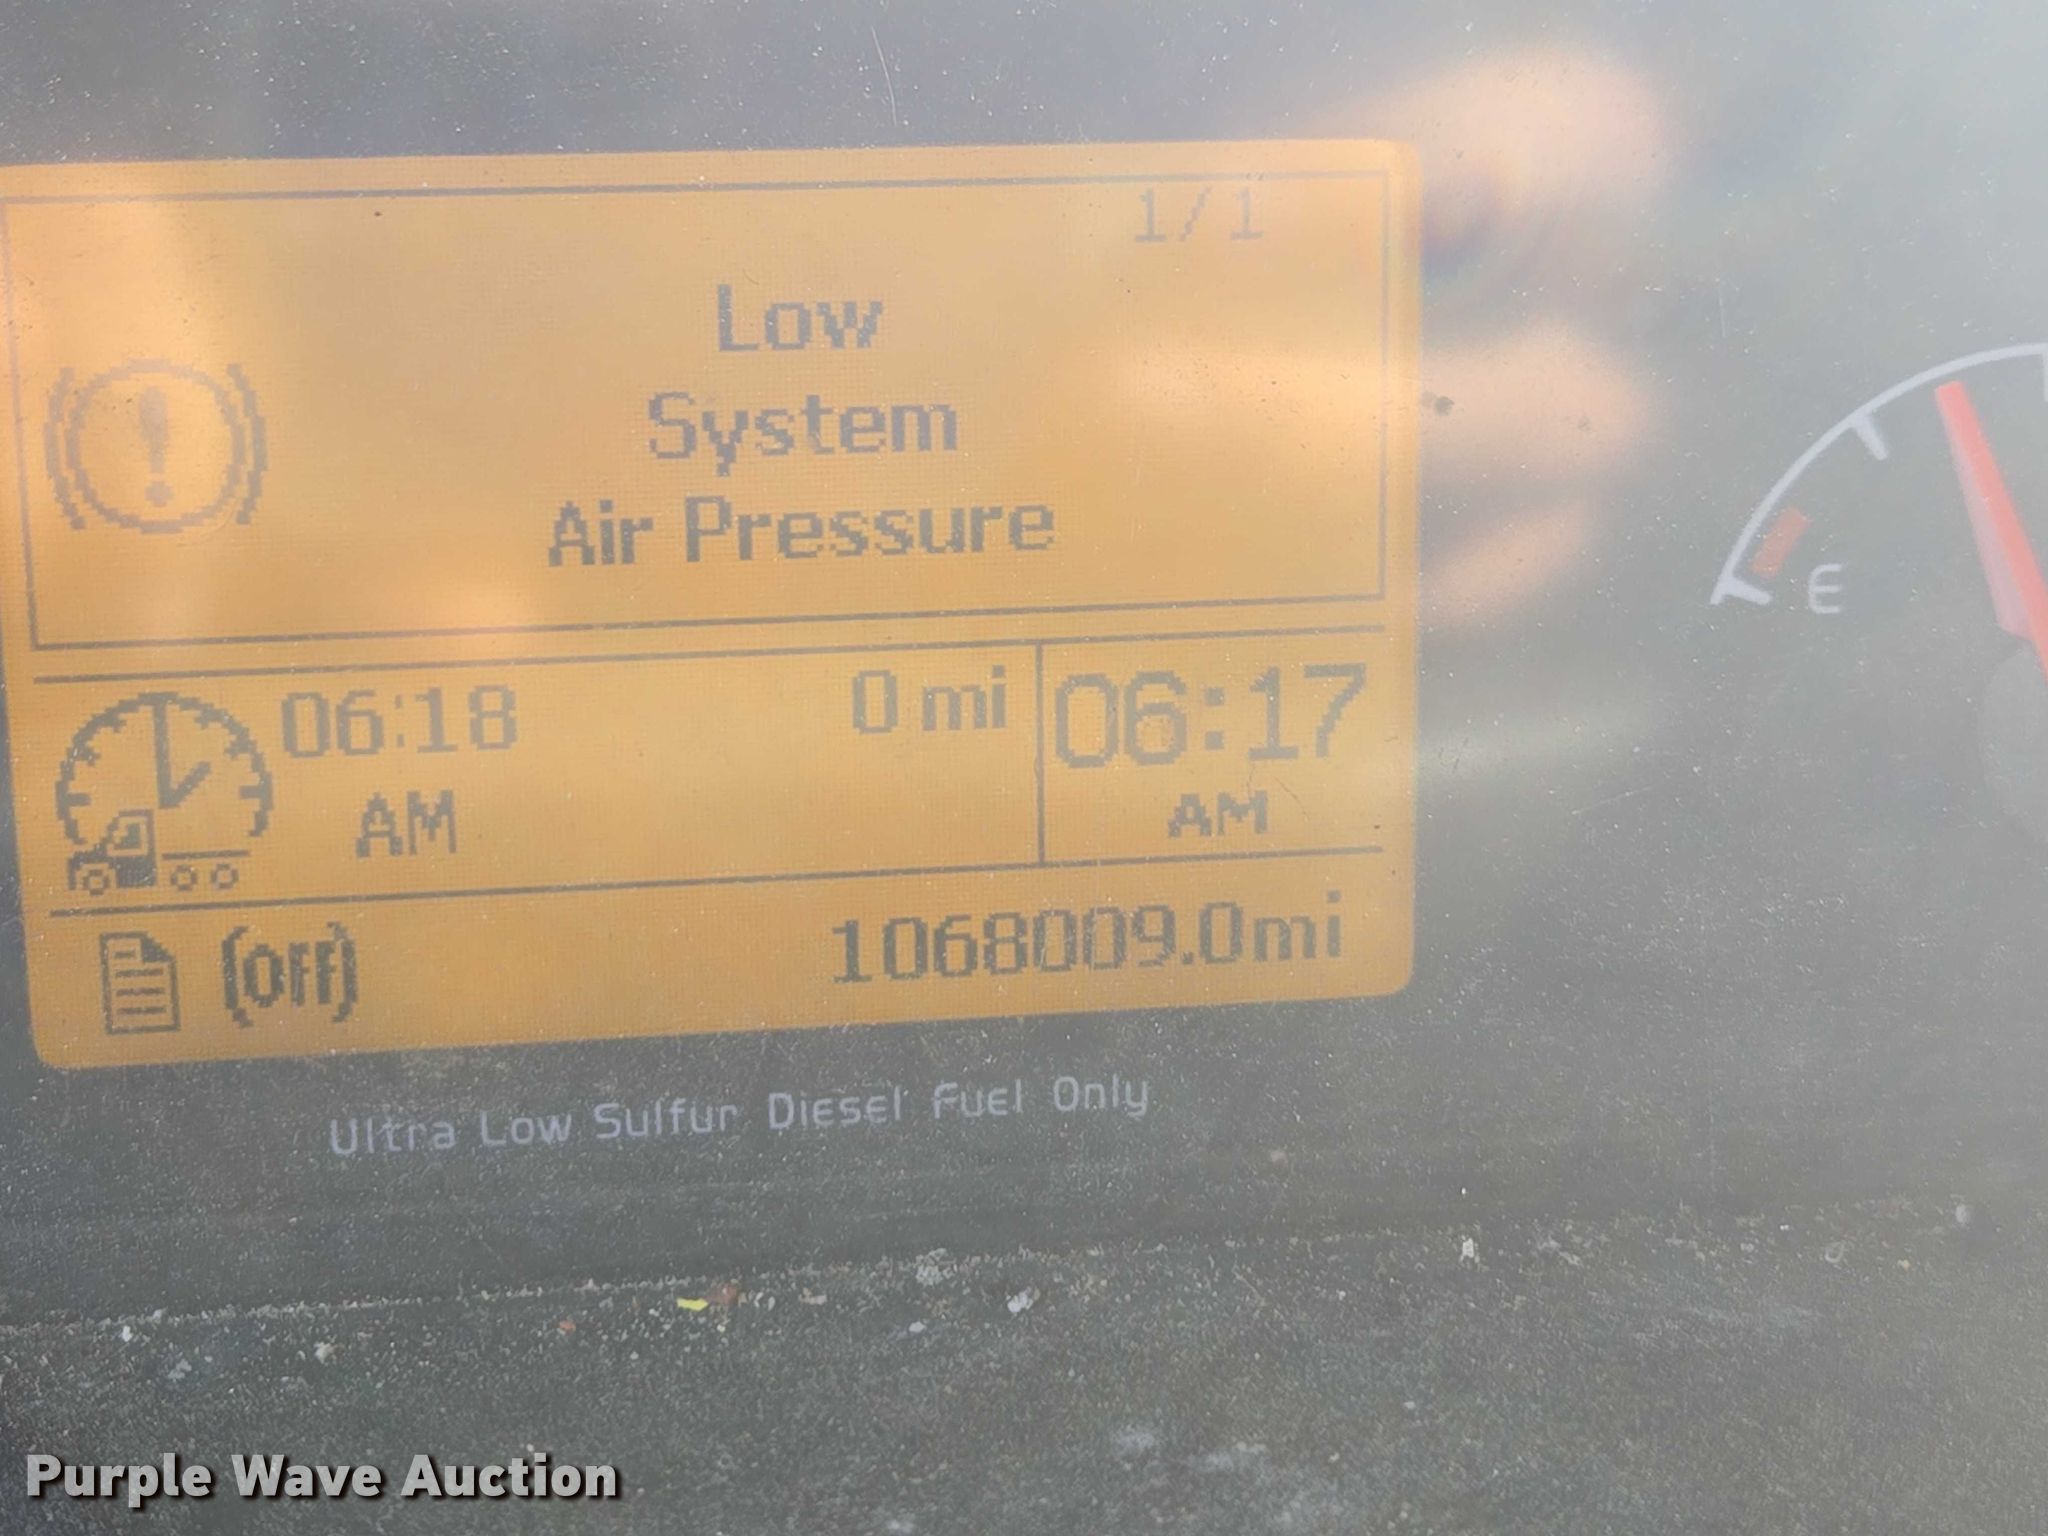 1/1
Low
System
Air Pressure
E
06:18
AM
0 mi
06:17
AM
(Off)
1068009.0mi
Ultra Low Sulfur Diesel Fuel Only
Purple Wave Auction